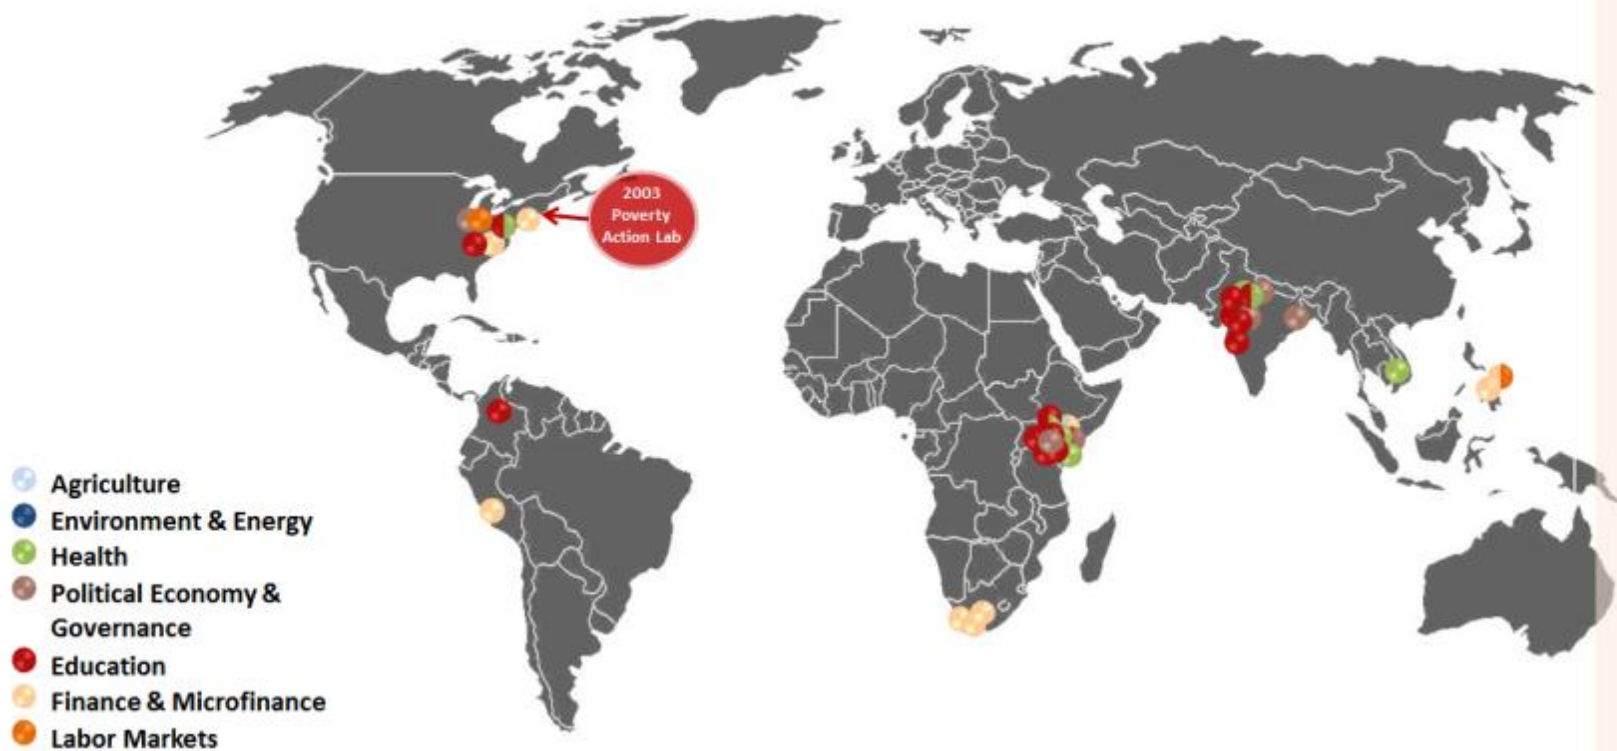 2003
Poverty
Action Lab
Agriculture
Environment & Energy
Health
Political Economy &
Governance
Education
Finance & Microfinance
Labor Markets